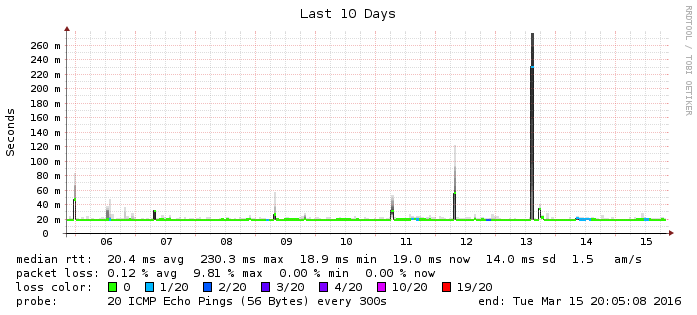 Last 10 Days
RRDTOOL / TOBI OETIKER
Seconds
260 m
240 m
220 m
200 m
180 m
160 m
140 m
120 m
100 m
80 m
60 m
40 m
20 m
0
06 07 08 09 10 11 12 13 14 15
median rtt: 20.4 ms avg 230.3 ms max 18.9 ms min 19.0 ms now 14.0 ms sd 1.5 am/s
packet loss: 0.12 % avg 9.81 % max 0.00 % min 0.00 % now
loss color: 0 1/20 2/20 3/20 4/20 10/20 19/20
probe: 20 ICMP Echo Pings (56 Bytes) every 300s end: Tue Mar 15 20:05:08 2016